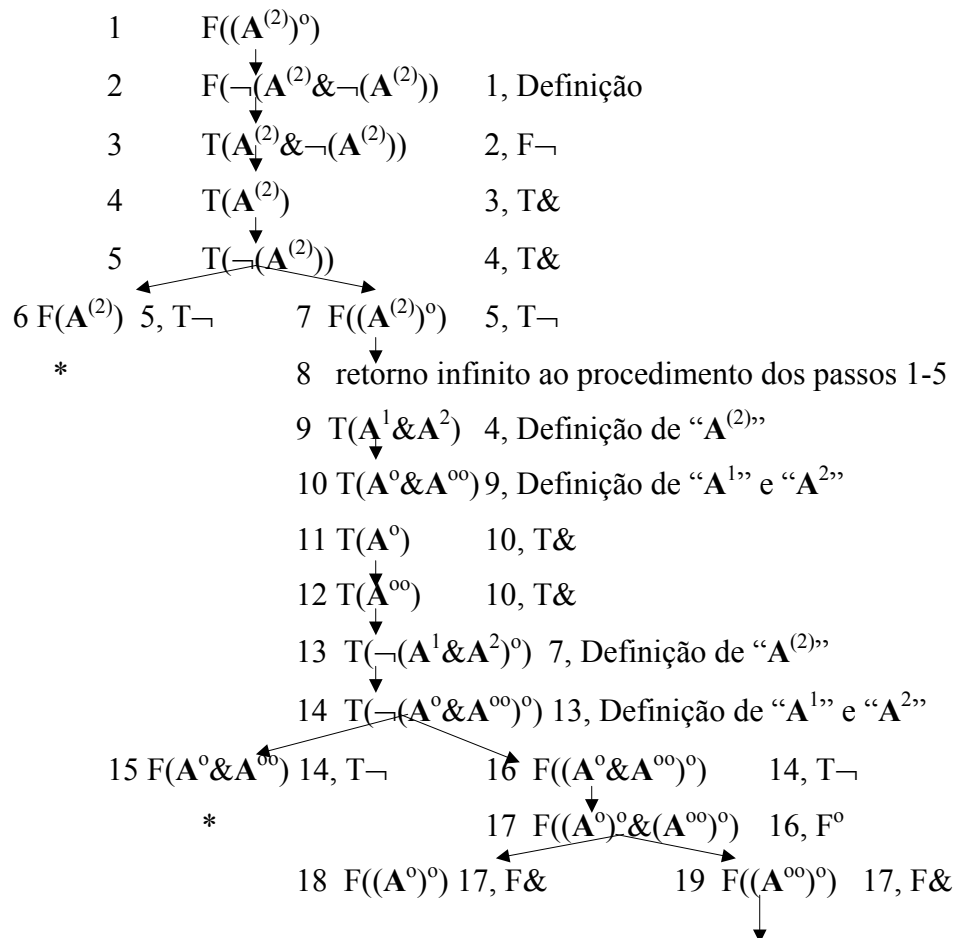 1 F((A⁽²⁾)º)
2 F(¬(A⁽²⁾&¬(A⁽²⁾)) 1, Definição
3 T(A⁽²⁾&¬(A⁽²⁾)) 2, F¬
4 T(A⁽²⁾) 3, T&
5 T(¬(A⁽²⁾)) 4, T&
6 F(A⁽²⁾) 5, T¬ 7 F((A⁽²⁾)º) 5, T¬
* 8 retorno infinito ao procedimento dos passos 1-5
9 T(A¹&A²) 4, Definição de “A⁽²⁾”
10 T(Aº&Aºº) 9, Definição de “A¹” e “A²”
11 T(Aº) 10, T&
12 T(Aºº) 10, T&
13 T(¬(A¹&A²)º) 7, Definição de “A⁽²⁾”
14 T(¬(Aº&Aºº)º) 13, Definição de “A¹” e “A²”
15 F(Aº&Aºº) 14, T¬ 16 F((Aº&Aºº)º) 14, T¬
* 17 F((Aº)º&(Aºº)º) 16, Fº
18 F((Aº)º) 17, F& 19 F((Aºº)º) 17, F&